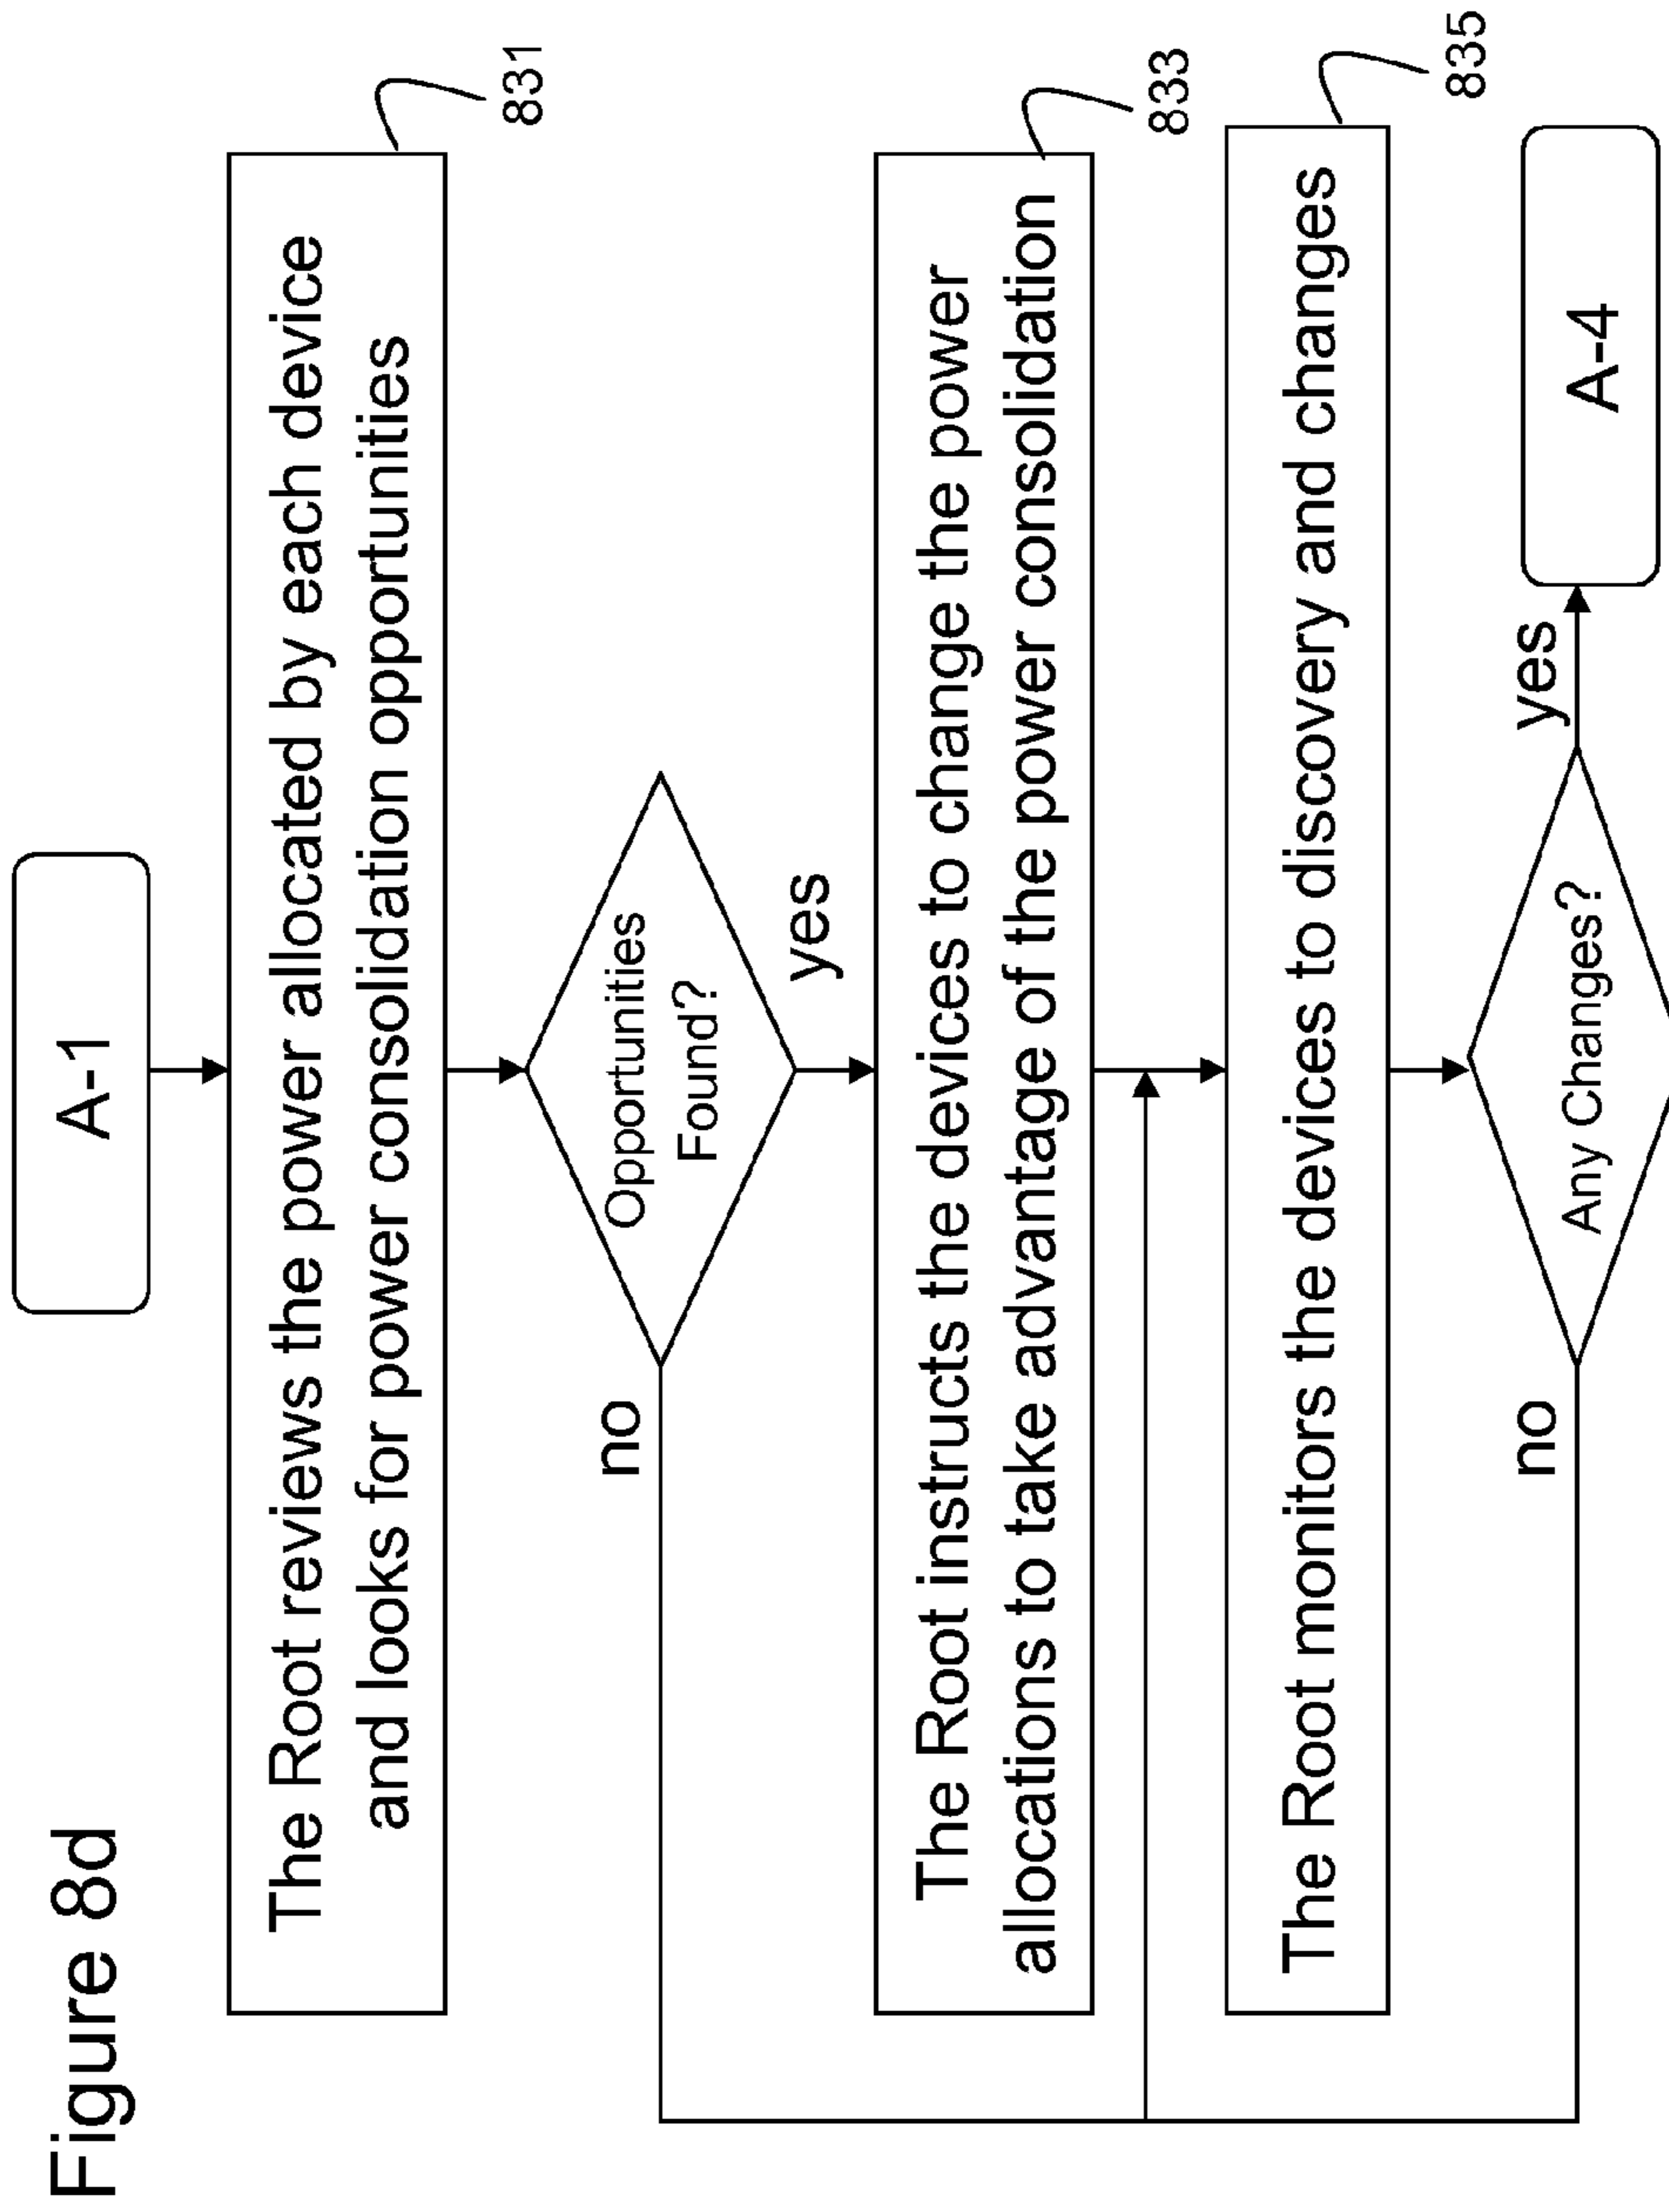 Figure 8d
A-1
The Root reviews the power allocated by each device
and looks for power consolidation opportunities
831
Opportunities
Found?
no
yes
The Root instructs the devices to change the power
allocations to take advantage of the power consolidation
833
The Root monitors the devices to discovery and changes
835
Any Changes?
no
yes
A-4